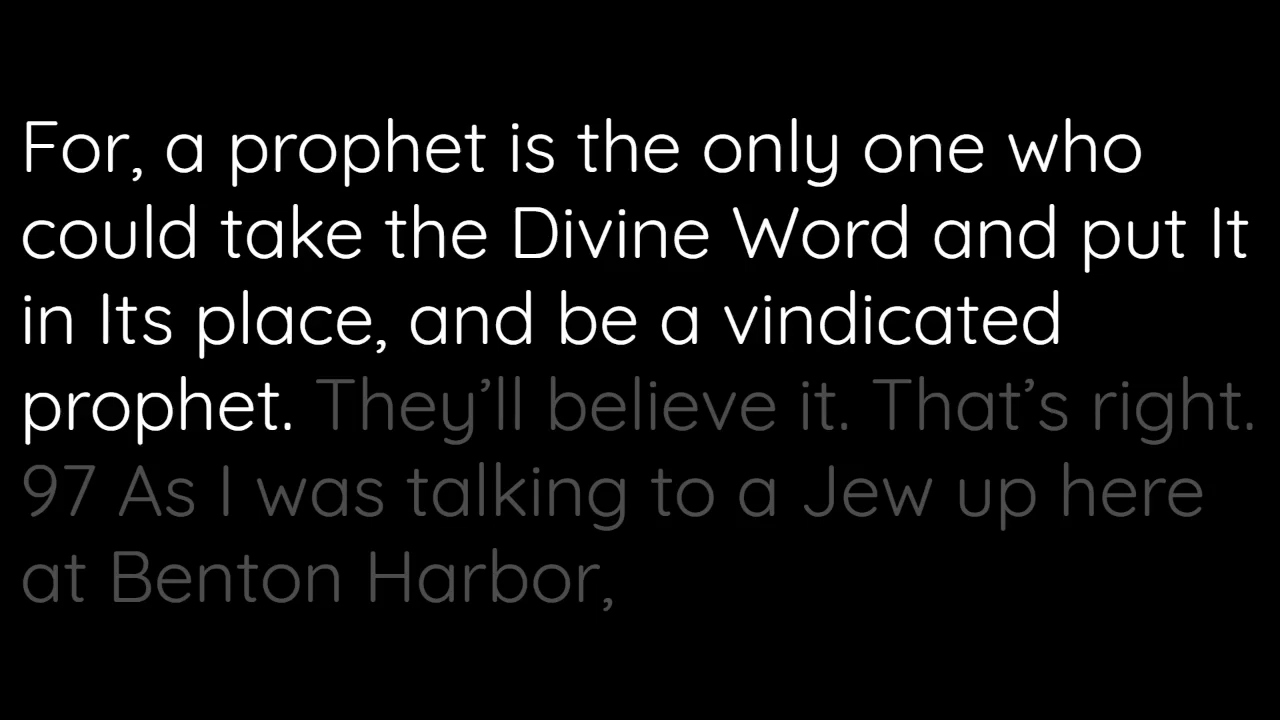 For, a prophet is the only one who
could take the Divine Word and put It
in Its place, and be a vindicated
prophet. They’ll believe it. That’s right.
97 As I was talking to a Jew up here
at Benton Harbor,